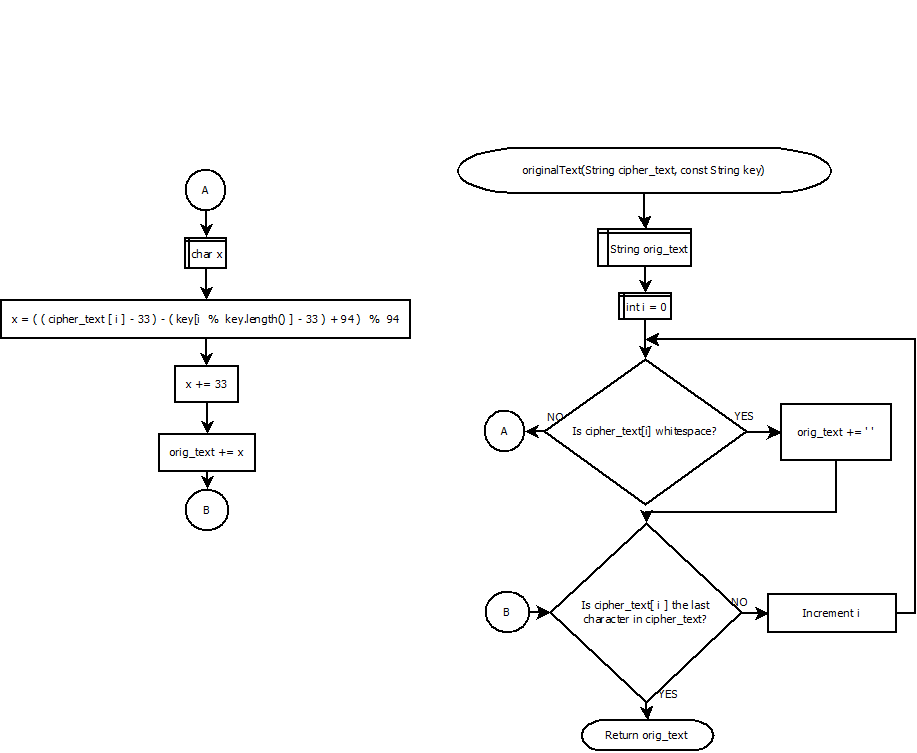 originalText(String cipher_text, const String key)
String orig_text
int i = 0
Is cipher_text[i] whitespace?
NO
YES
A
orig_text += ' '
B
Is cipher_text[ i ] the last
character in cipher_text?
NO
Increment i
YES
Return orig_text
A
char x
x = ( ( cipher_text [ i ] - 33 ) - ( key[i % key.length() ] - 33 ) + 94 ) % 94
x += 33
orig_text += x
B